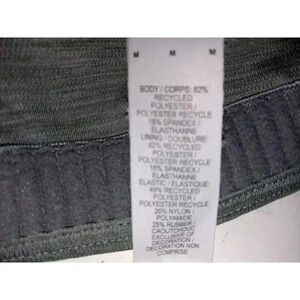 M M M
BODY / CORPS: 82%
RECYCLED
POLYESTER /
POLYESTER RECYCLE
18% SPANDEX /
ELASTHANNE
LINING / DOUBLURE:
82% RECYCLED
POLYESTER /
POLYESTER RECYCLE
18% SPANDEX /
ELASTHANNE
ELASTIC / ELASTIQUE:
49% RECYCLED
POLYESTER /
POLYESTER RECYCLE
20% NYLON /
POLYAMIDE
25% RUBBER /
CAOUTCHOUC
EXCLUSIVE OF
DECORATION /
DECORATION NON
COMPRISE